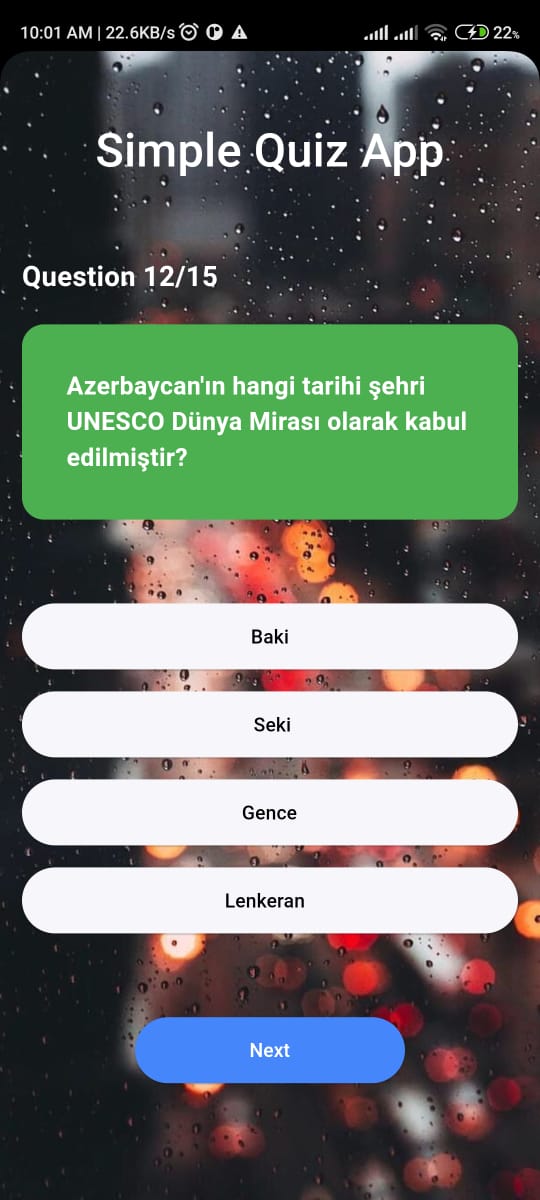 10:01 AM | 22.6KB/s 22%
Simple Quiz App
Question 12/15
Azerbaycan'ın hangi tarihi şehri
UNESCO Dünya Mirası olarak kabul
edilmiştir?
Baki
Seki
Gence
Lenkeran
Next